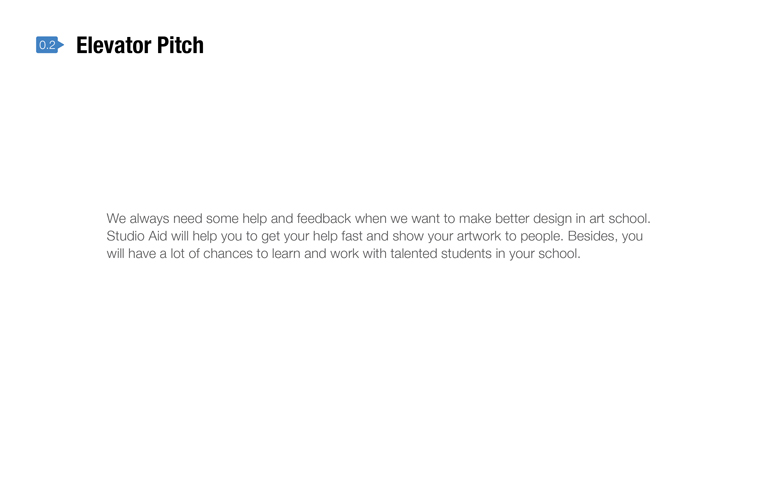 0.2
Elevator Pitch
We always need some help and feedback when we want to make better design in art school.
Studio Aid will help you to get your help fast and show your artwork to people. Besides, you
will have a lot of chances to learn and work with talented students in your school.